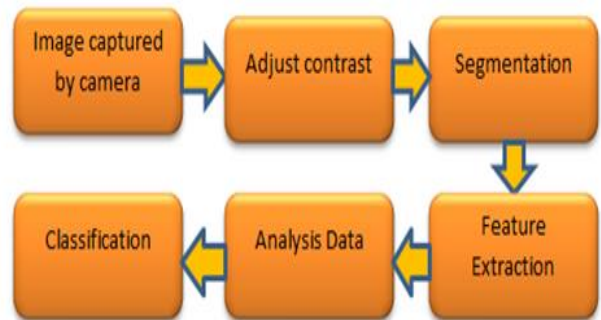 Image captured
by camera
Adjust contrast
Segmentation
Feature
Extraction
Analysis Data
Classification